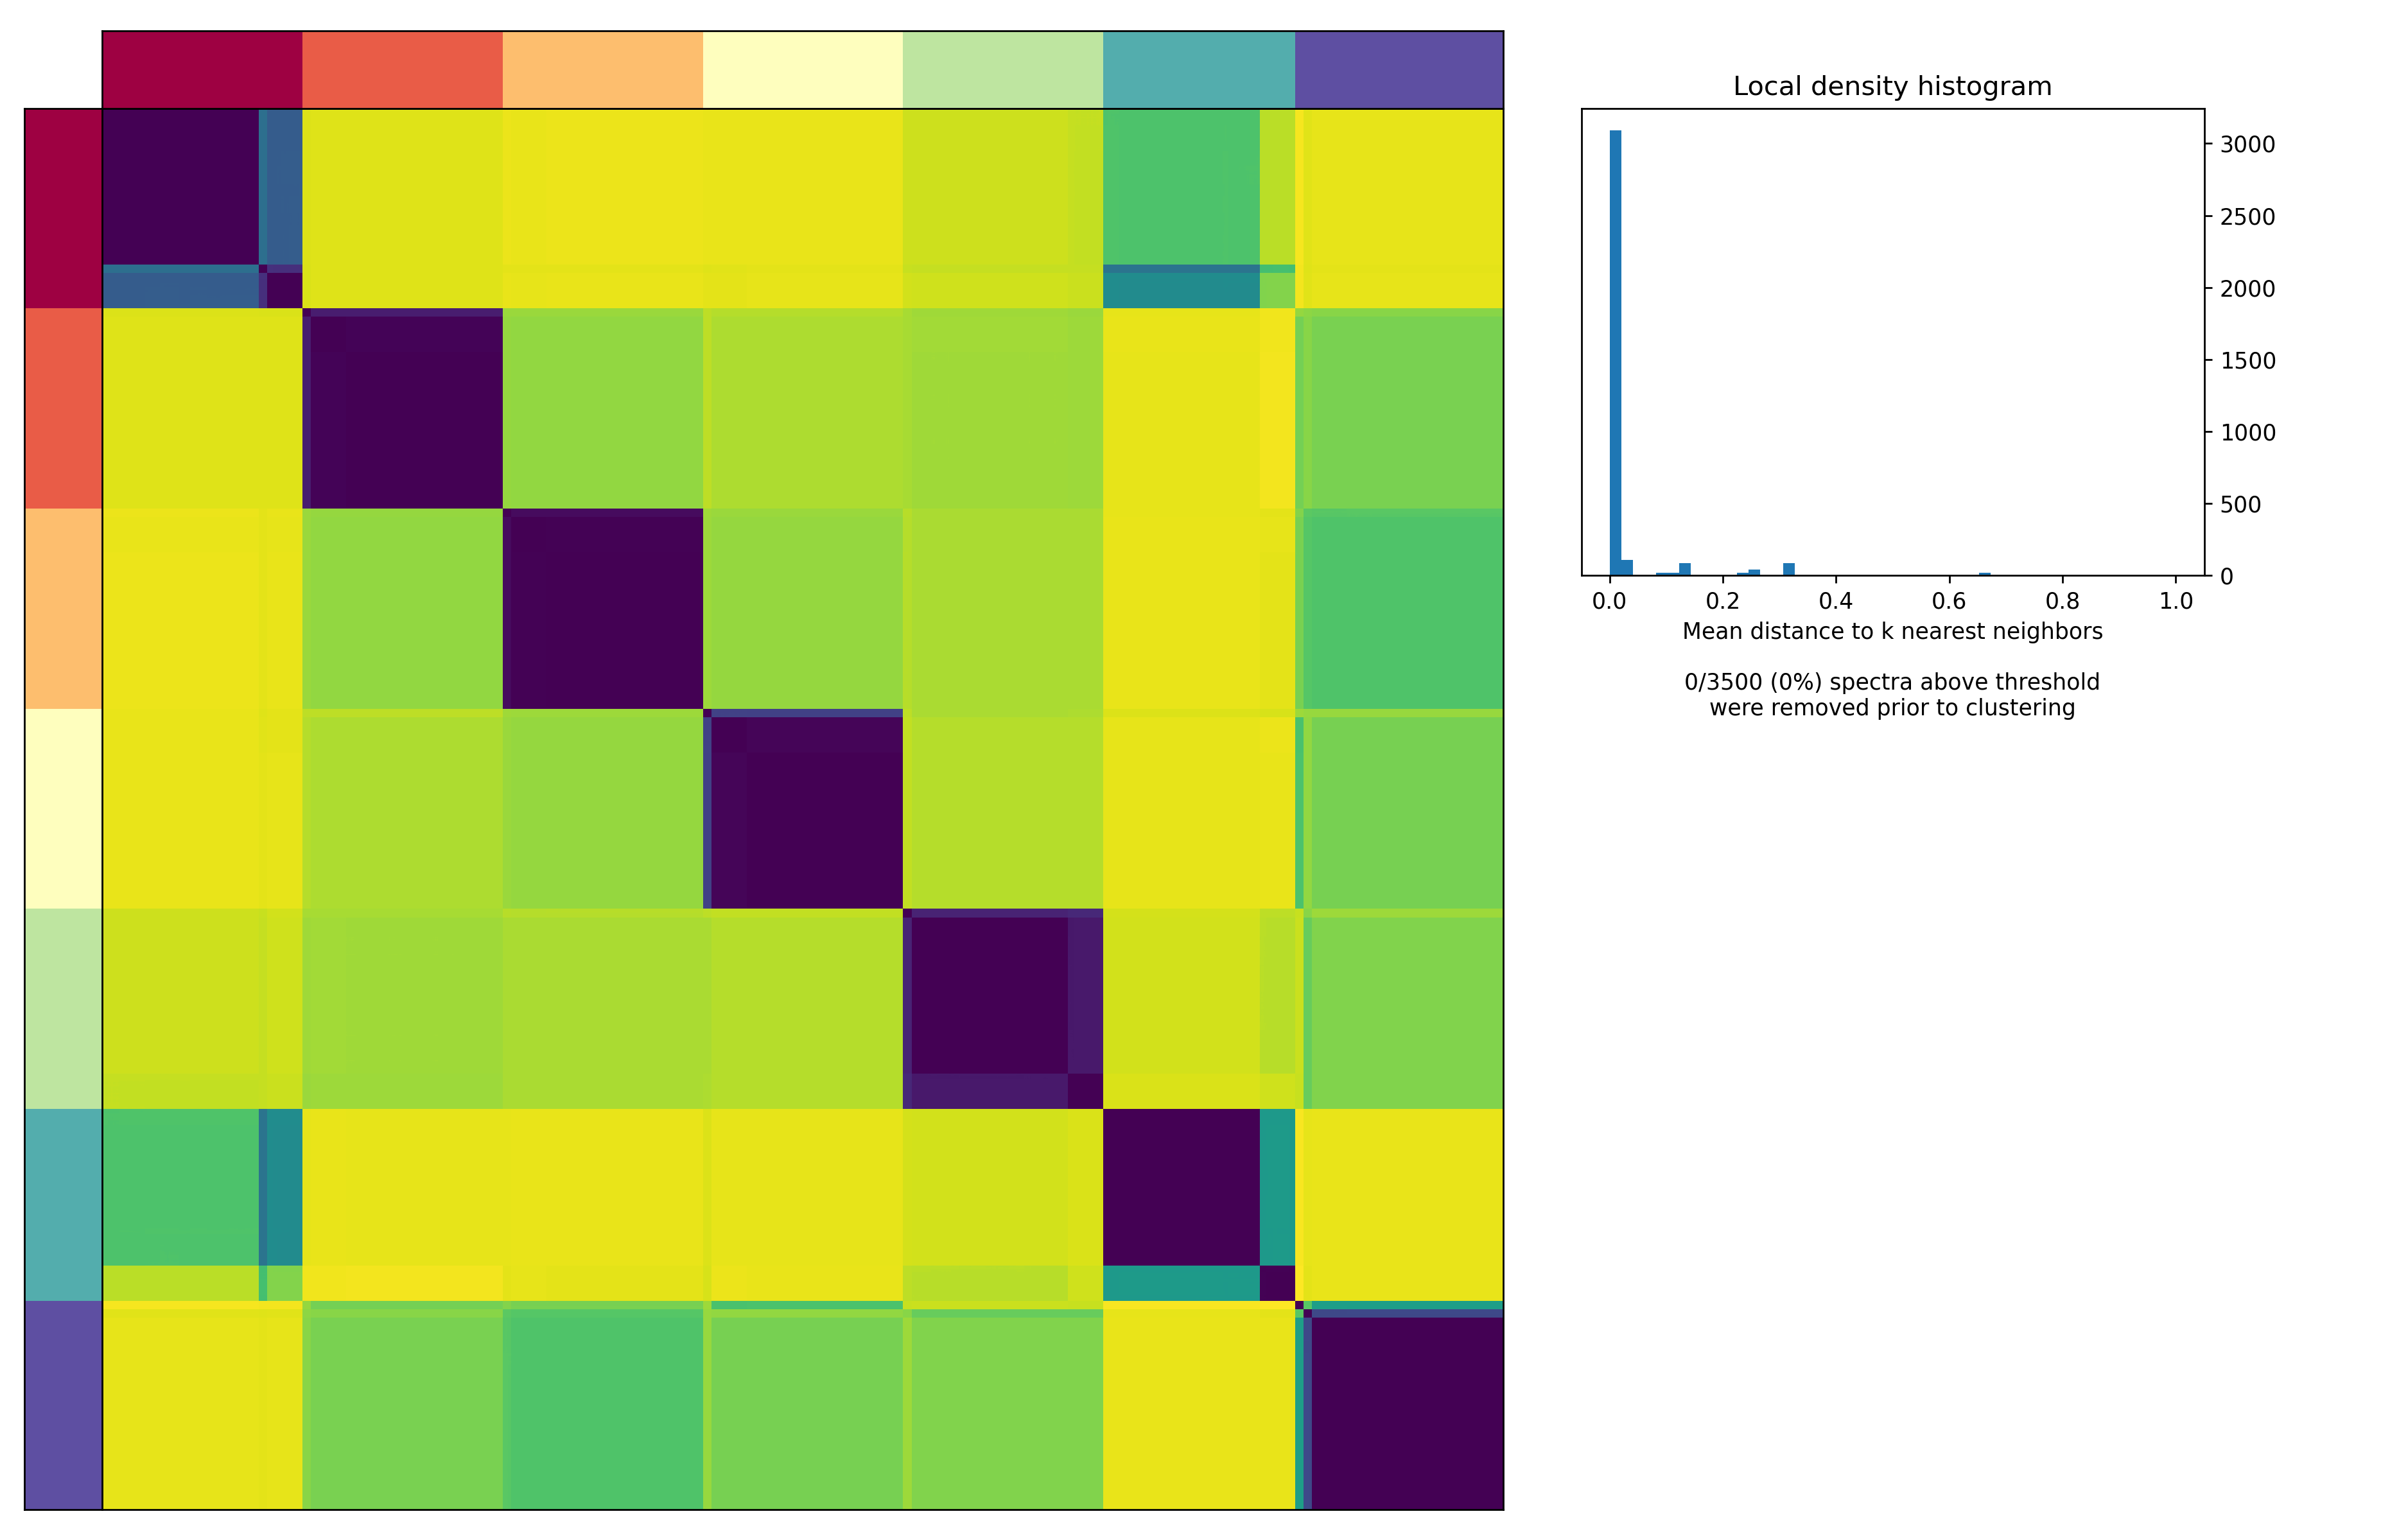 Local density histogram
3000
2500
2000
1500
1000
500
0
0.0 0.2 0.4 0.6 0.8 1.0
Mean distance to k nearest neighbors
0/3500 (0%) spectra above threshold
were removed prior to clustering